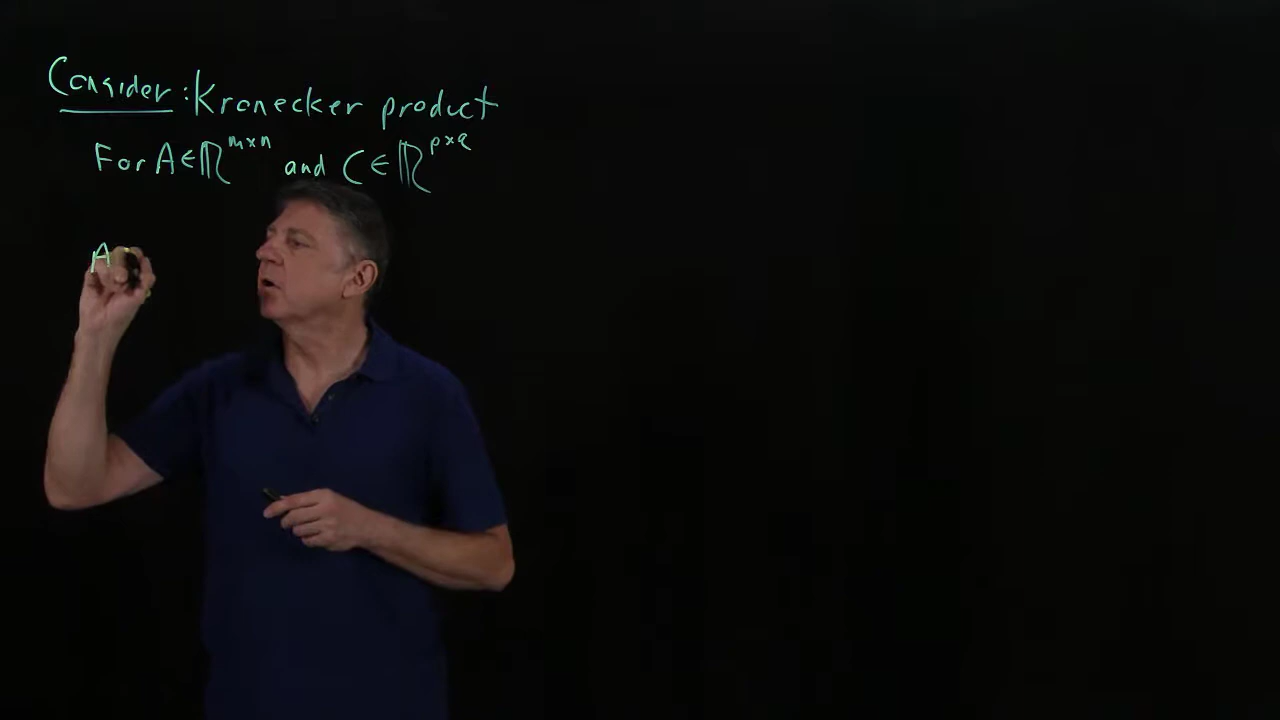 Consider: Kronecker product
For A ∈ ℝ^{m×n} and C ∈ ℝ^{p×q}
A